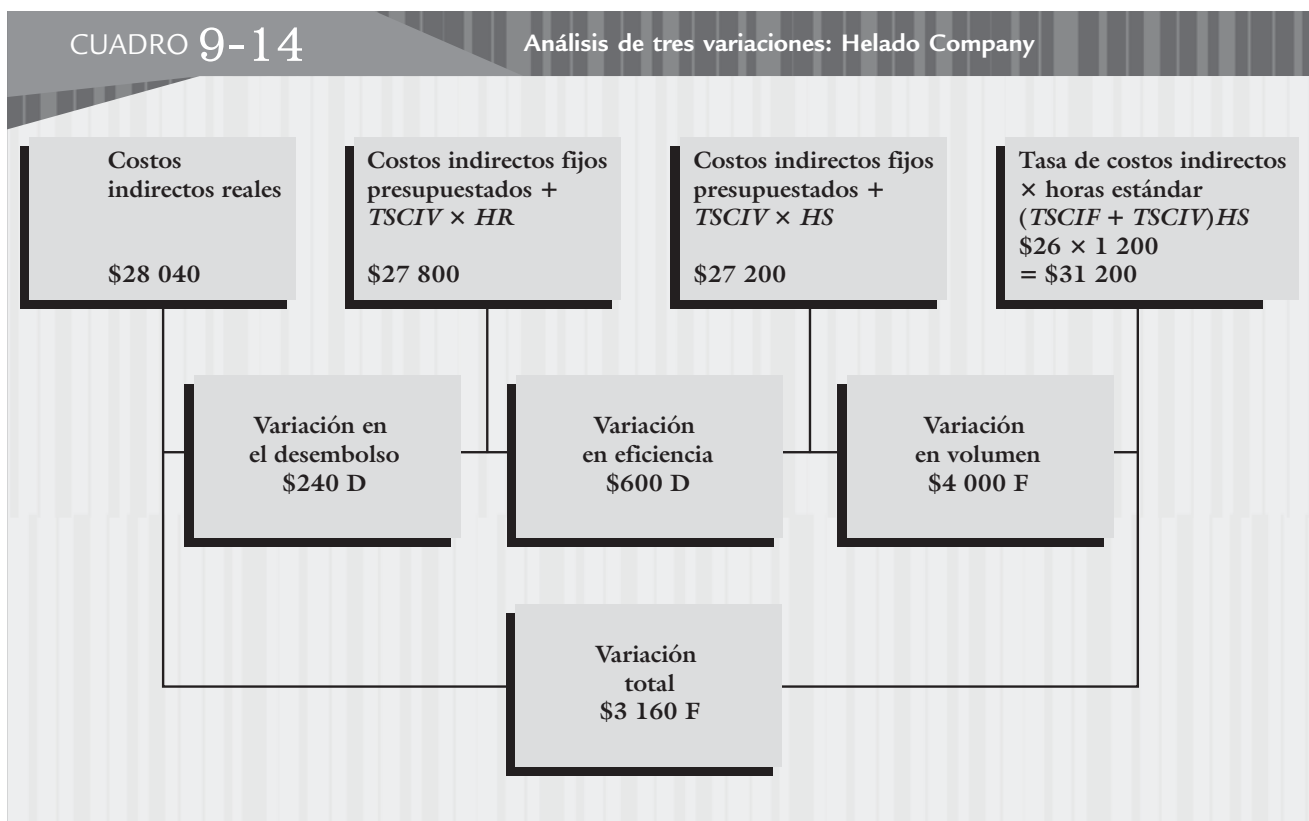 CUADRO 9-14
Análisis de tres variaciones: Helado Company
Costos
indirectos reales
$28 040
Costos indirectos fijos
presupuestados +
TSCIV × HR
$27 800
Costos indirectos fijos
presupuestados +
TSCIV × HS
$27 200
Tasa de costos indirectos
× horas estándar
(TSCIF + TSCIV)HS
$26 × 1 200
= $31 200
Variación en
el desembolso
$240 D
Variación
en eficiencia
$600 D
Variación
en volumen
$4 000 F
Variación
total
$3 160 F